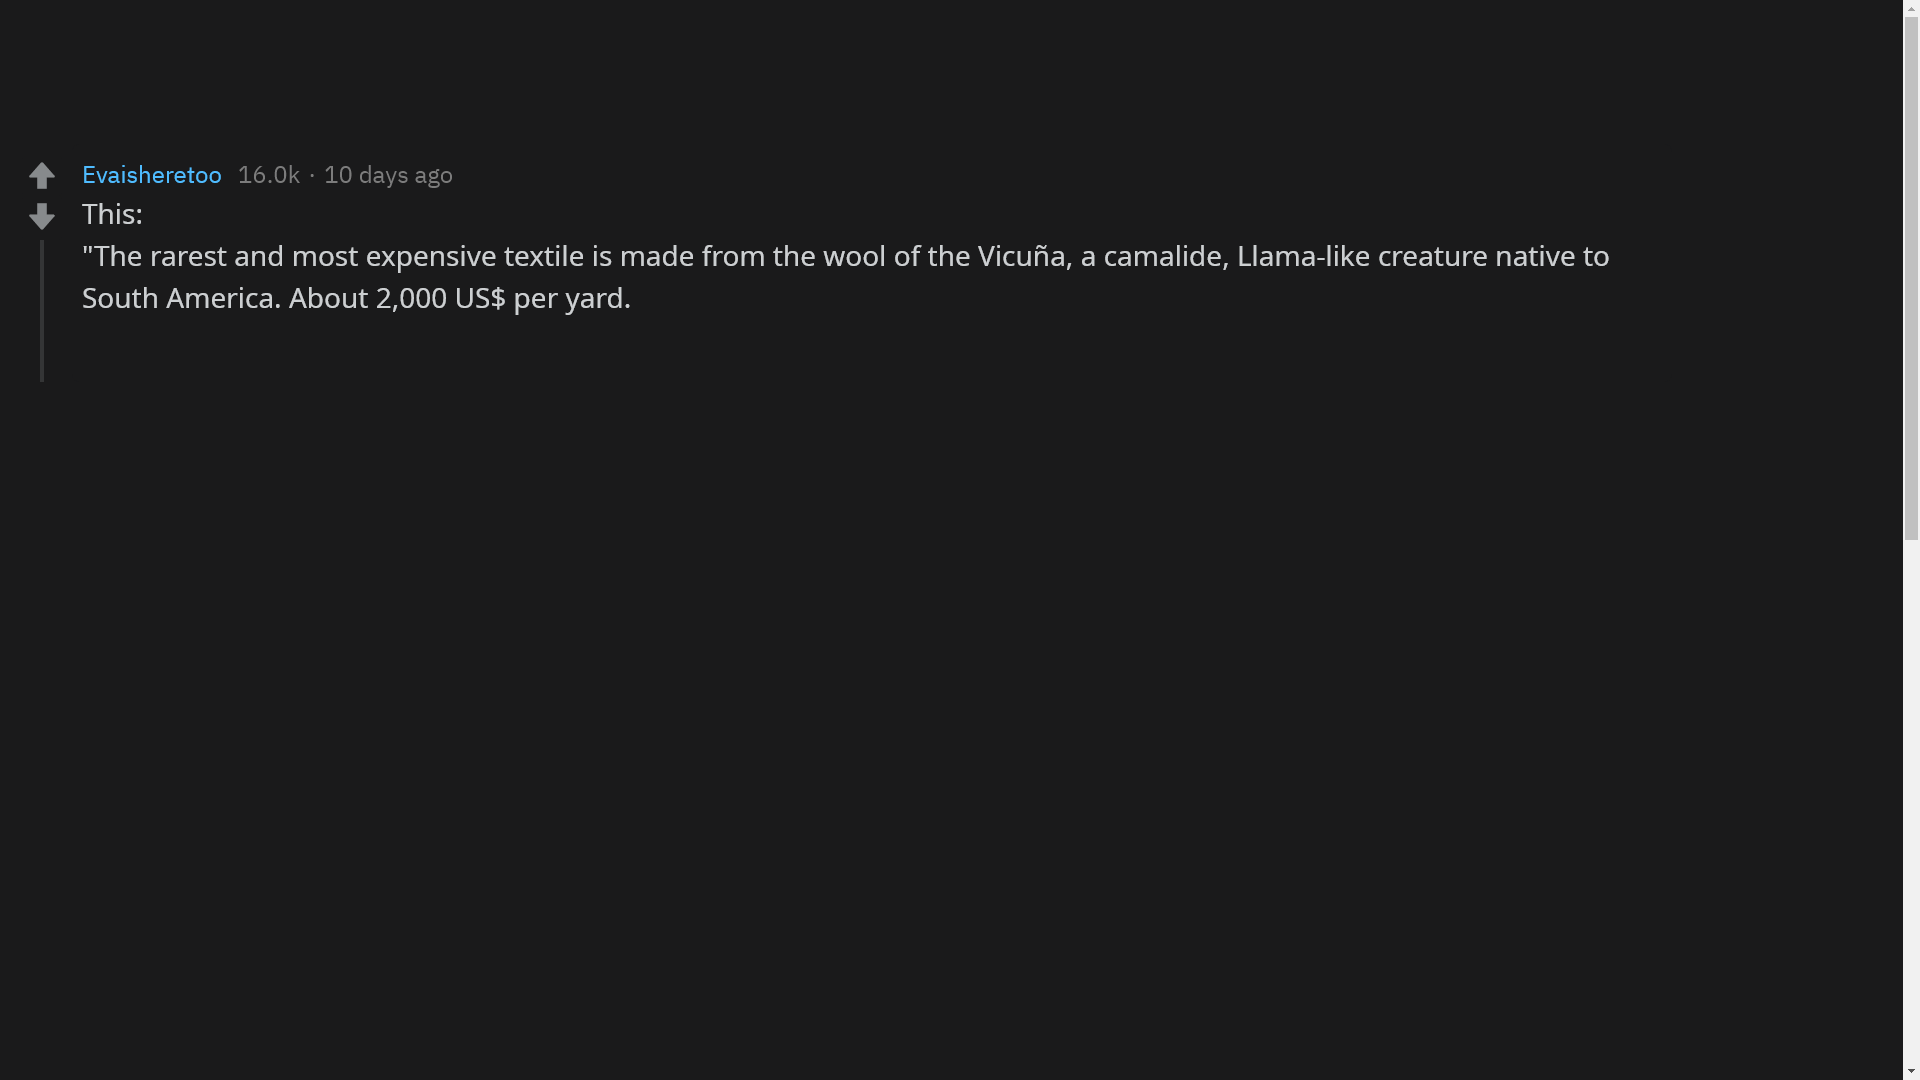 Evaisheretoo 16.0k · 10 days ago
This:
"The rarest and most expensive textile is made from the wool of the Vicuña, a camalide, Llama-like creature native to
South America. About 2,000 US$ per yard.